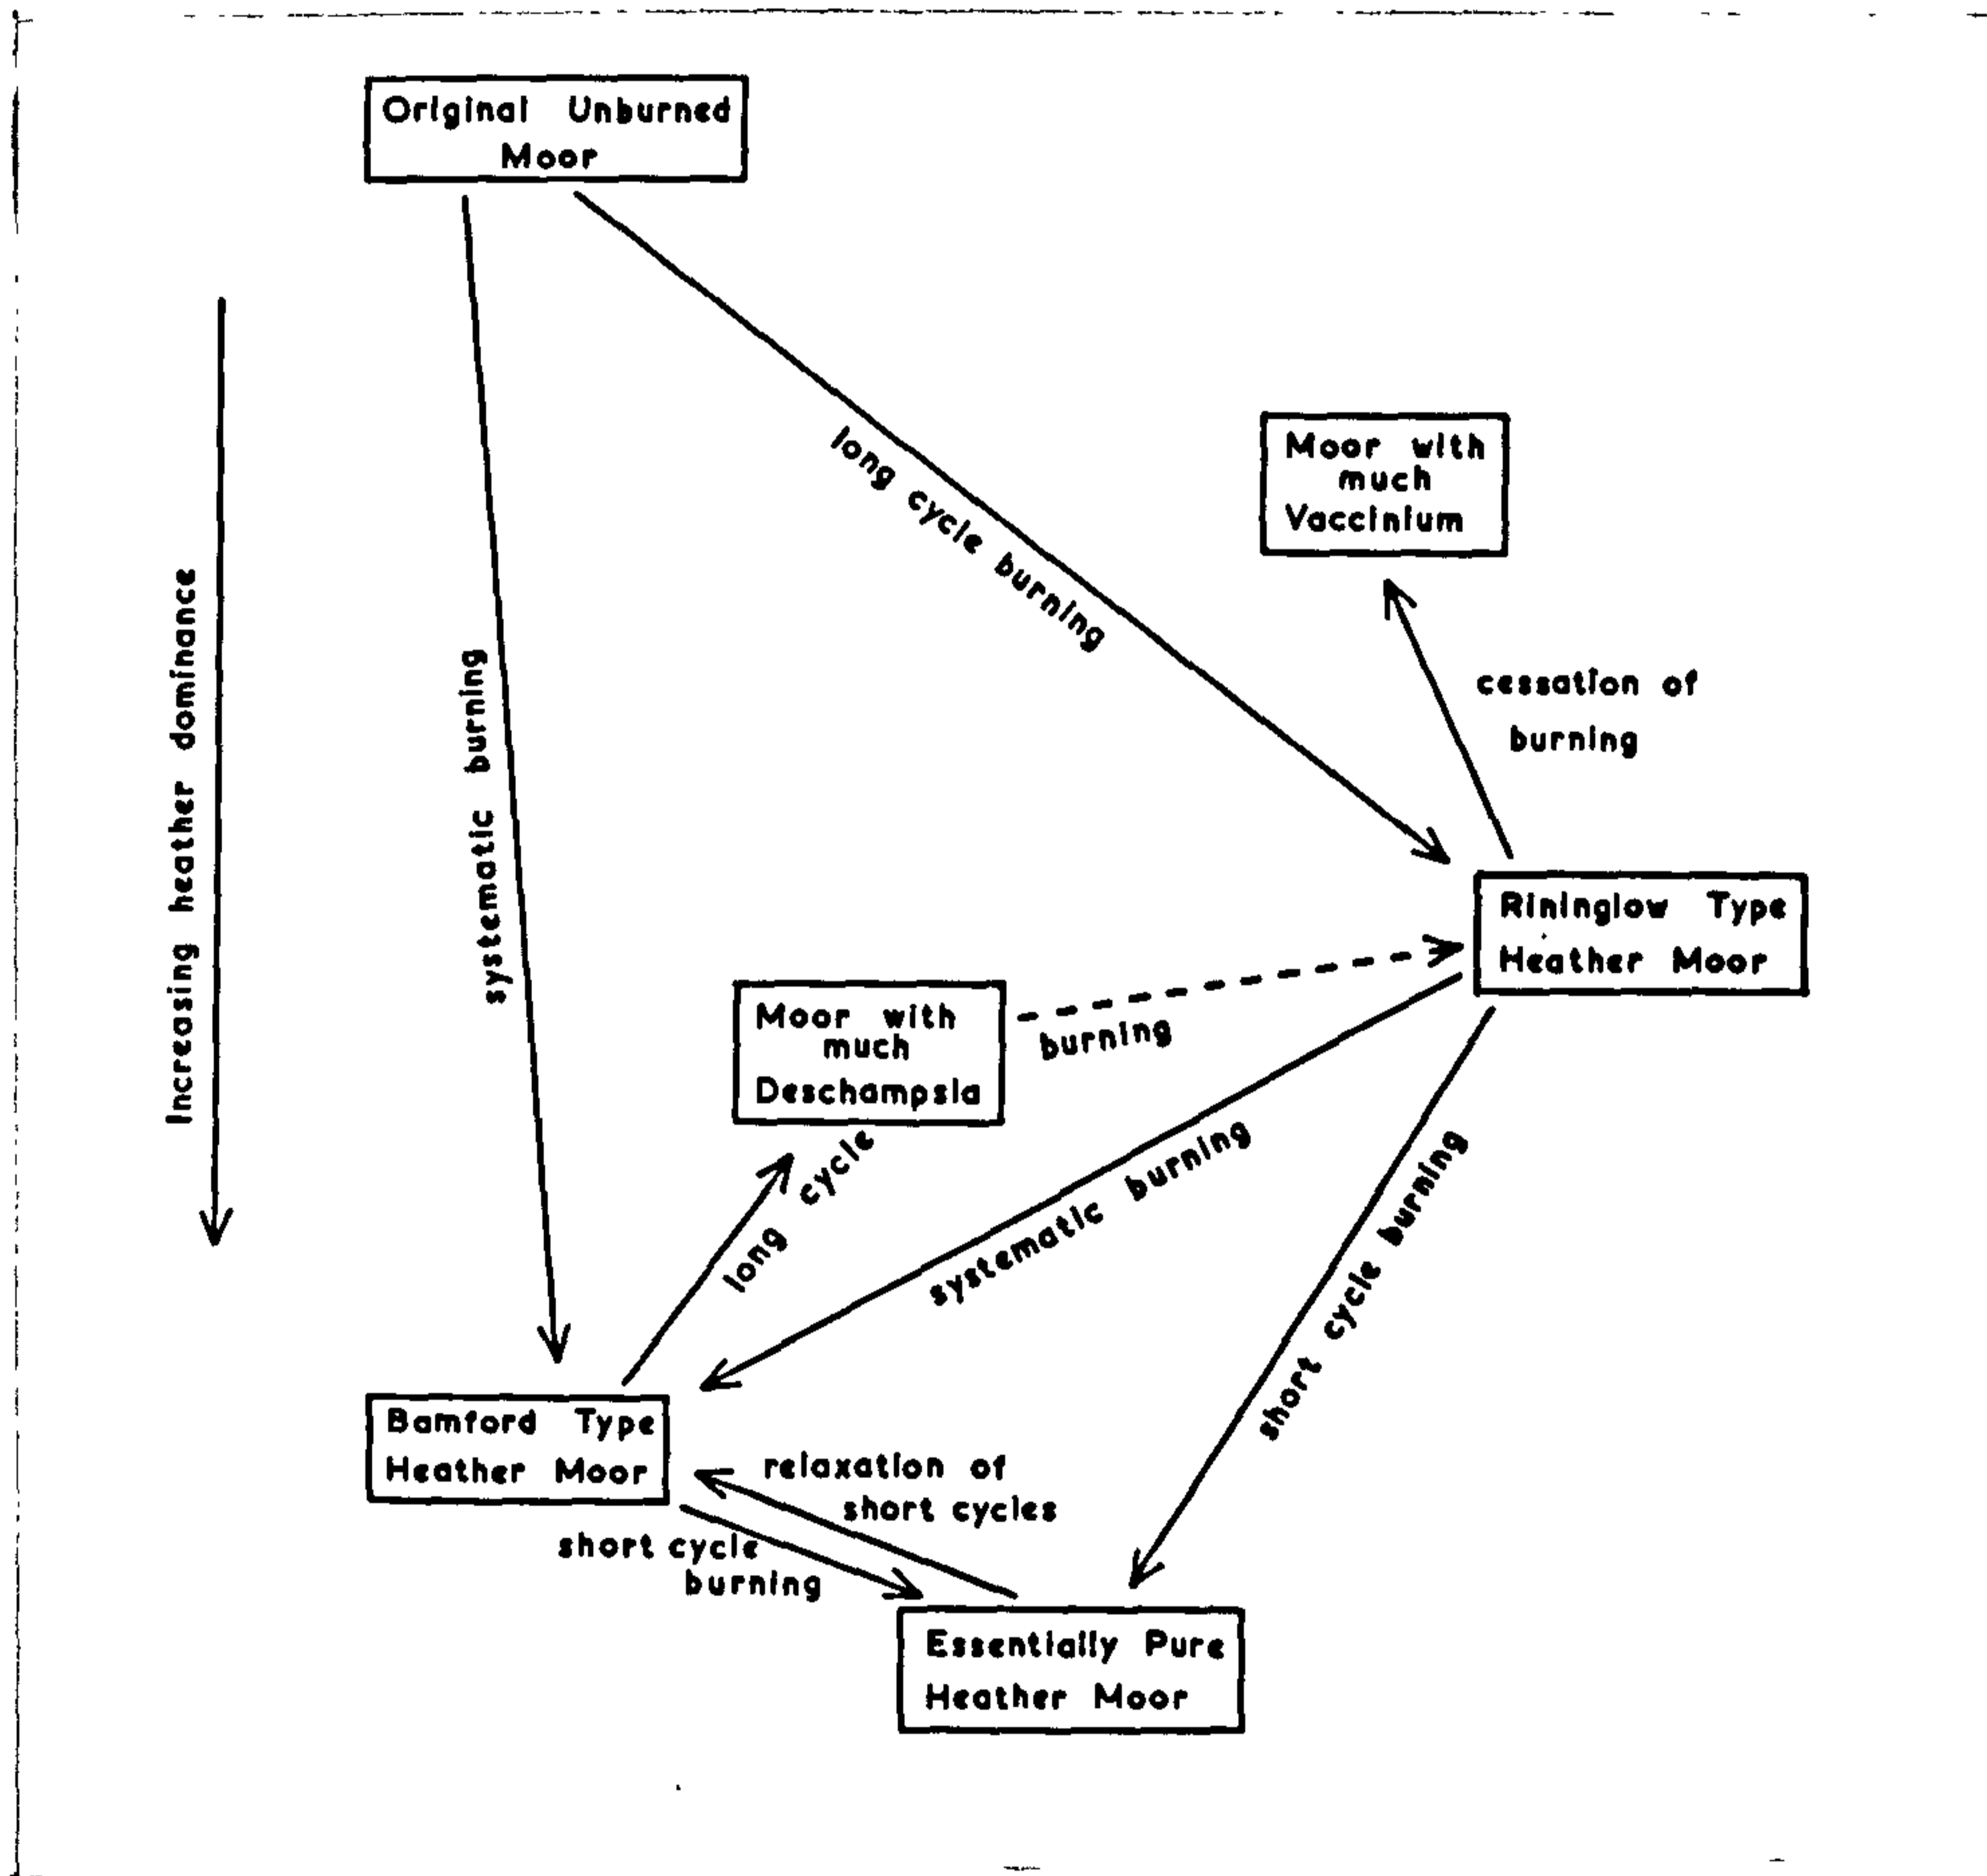 Original Unburned
Moor
Increasing heather dominance
systematic burning
long cycle burning
Moor with
much
Vaccinium
cessation of
burning
Rininglow Type
Heather Moor
Moor with
much
Deschampsia
burning
long cycle
systematic burning
short cycle burning
Bamford Type
Heather Moor
relaxation of
short cycles
short cycle
burning
Essentially Pure
Heather Moor